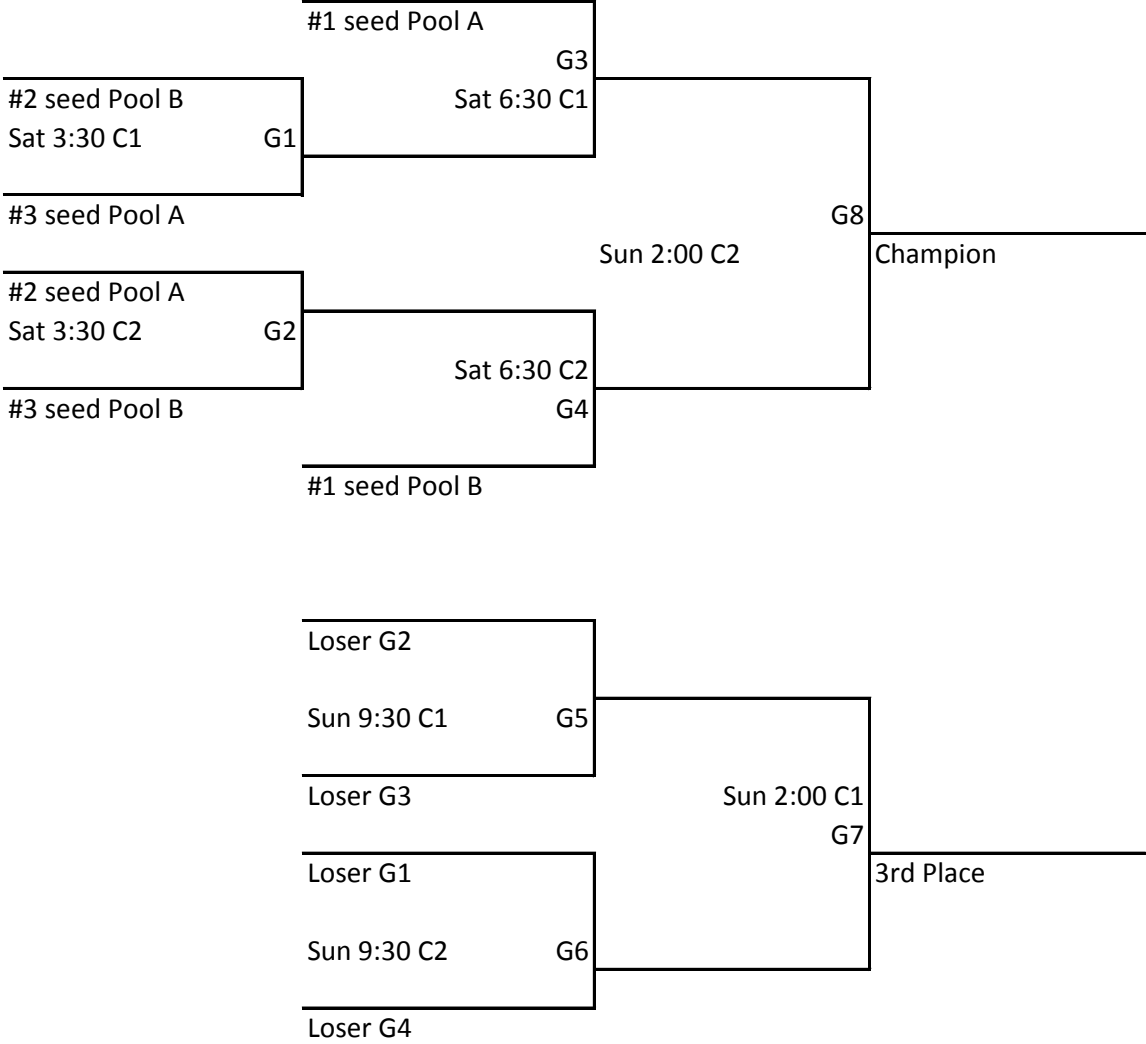 #1 seed Pool A
G3
#2 seed Pool B
Sat 6:30 C1
Sat 3:30 C1
G1
#3 seed Pool A
G8
Sun 2:00 C2
Champion
#2 seed Pool A
Sat 3:30 C2
G2
Sat 6:30 C2
#3 seed Pool B
G4
#1 seed Pool B
Loser G2
Sun 9:30 C1
G5
Loser G3
Sun 2:00 C1
G7
Loser G1
3rd Place
Sun 9:30 C2
G6
Loser G4